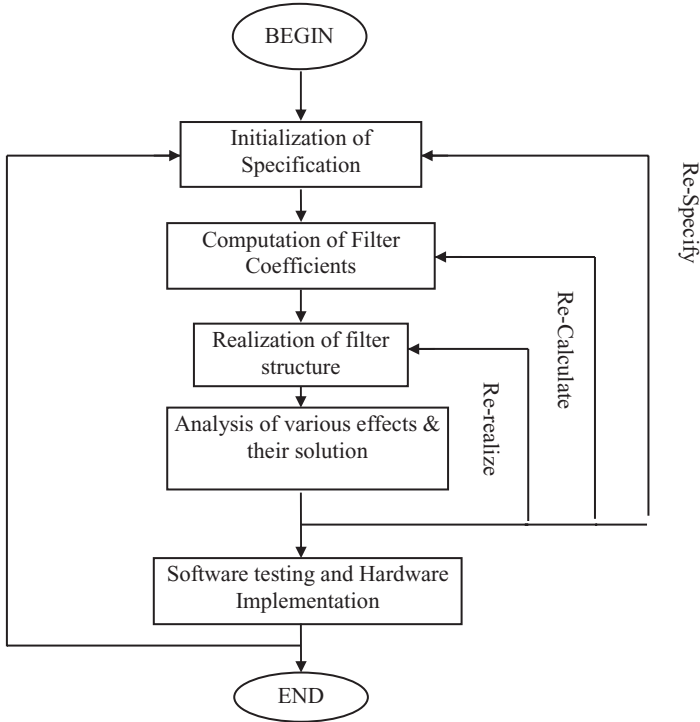 BEGIN
Initialization of
Specification
Computation of Filter
Coefficients
Realization of filter
structure
Analysis of various effects &
their solution
Software testing and Hardware
Implementation
END
Re-realize
Re-Calculate
Re-Specify